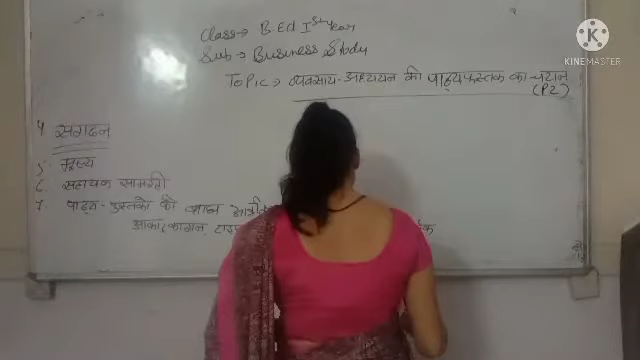 Class → B.Ed Ist year
Sub → Business Study
Topic → व्यवसाय-अध्ययन की पाठ्यपुस्तक का चयन
(P2)
4 संगठन
5. मूल्य
6 सहायक सामग्री
7. पाठ्य-पुस्तको की
आकार, कागज,
KINEMASTER